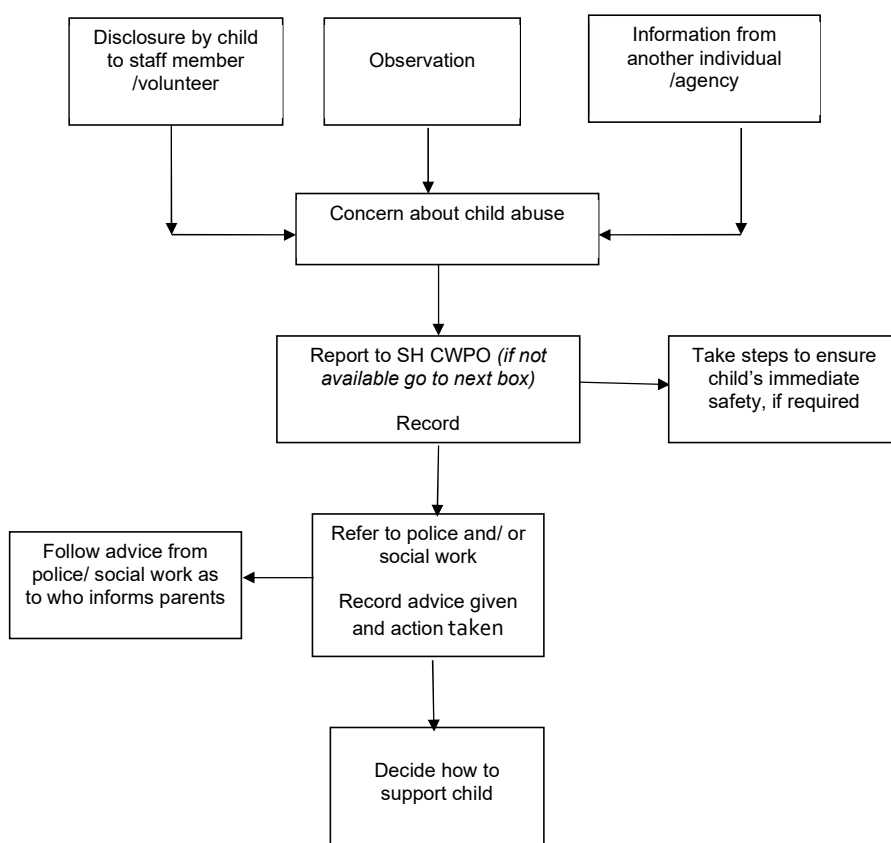 Disclosure by child
to staff member
/volunteer
Observation
Information from
another individual
/agency
Concern about child abuse
Report to SH CWPO (if not
available go to next box)
Record
Take steps to ensure
child’s immediate
safety, if required
Refer to police and/ or
social work
Record advice given
and action taken
Follow advice from
police/ social work as
to who informs parents
Decide how to
support child